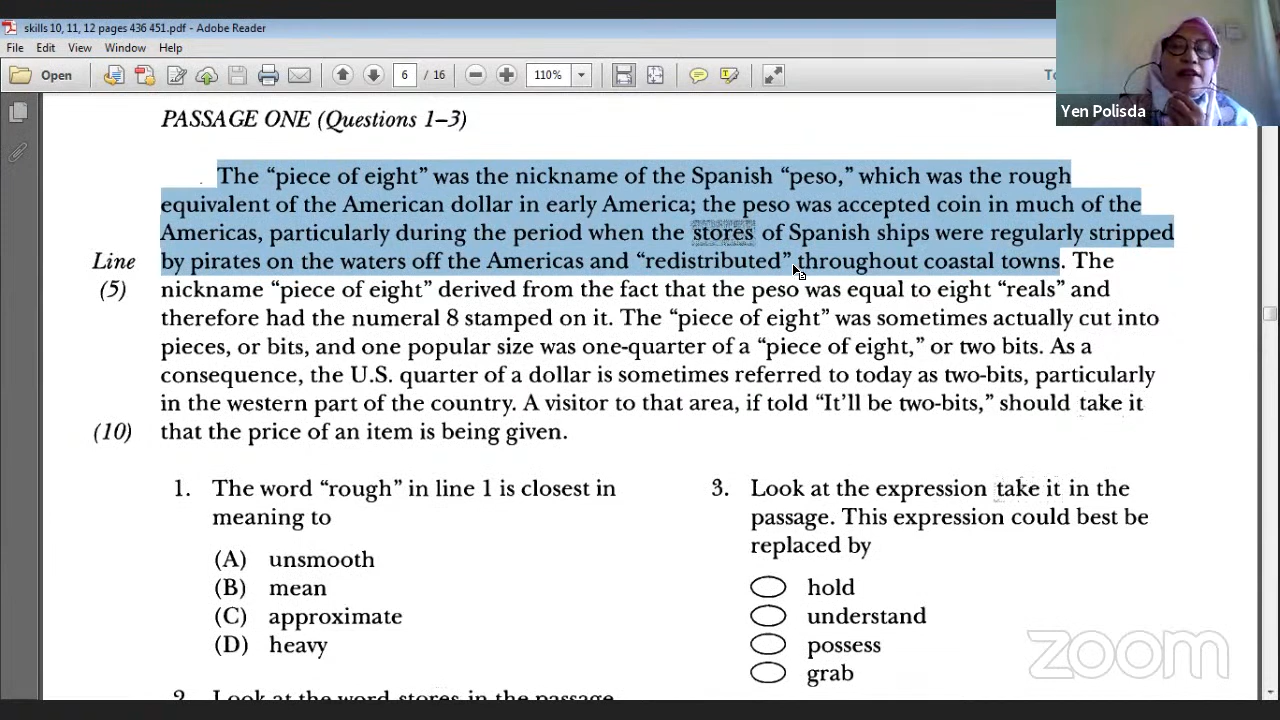 skills 10, 11, 12 pages 436 451.pdf - Adobe Reader
File Edit View Window Help
Open 6 / 16 110%
Yen Polisda
PASSAGE ONE (Questions 1–3)
The “piece of eight” was the nickname of the Spanish “peso,” which was the rough
equivalent of the American dollar in early America; the peso was accepted coin in much of the
Americas, particularly during the period when the stores of Spanish ships were regularly stripped
Line by pirates on the waters off the Americas and “redistributed” throughout coastal towns. The
(5) nickname “piece of eight” derived from the fact that the peso was equal to eight “reals” and
therefore had the numeral 8 stamped on it. The “piece of eight” was sometimes actually cut into
pieces, or bits, and one popular size was one-quarter of a “piece of eight,” or two bits. As a
consequence, the U.S. quarter of a dollar is sometimes referred to today as two-bits, particularly
in the western part of the country. A visitor to that area, if told “It’ll be two-bits,” should take it
(10) that the price of an item is being given.
1. The word “rough” in line 1 is closest in
meaning to
(A) unsmooth
(B) mean
(C) approximate
(D) heavy
2. Look at the word stores in the passage
3. Look at the expression take it in the
passage. This expression could best be
replaced by
hold
understand
possess
grab
zoom